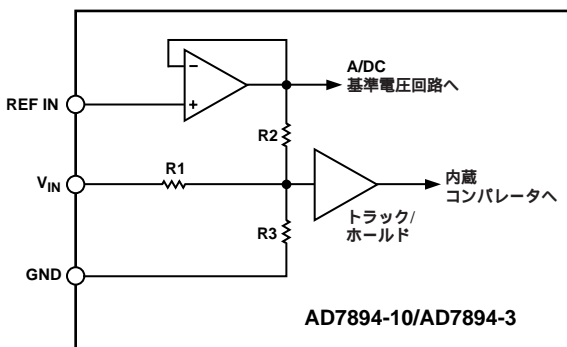 A/DC
基準電圧回路へ
REF IN
−
+
R2
R1
VIN
内蔵
コンパレータへ
トラック/
ホールド
R3
GND
AD7894-10/AD7894-3